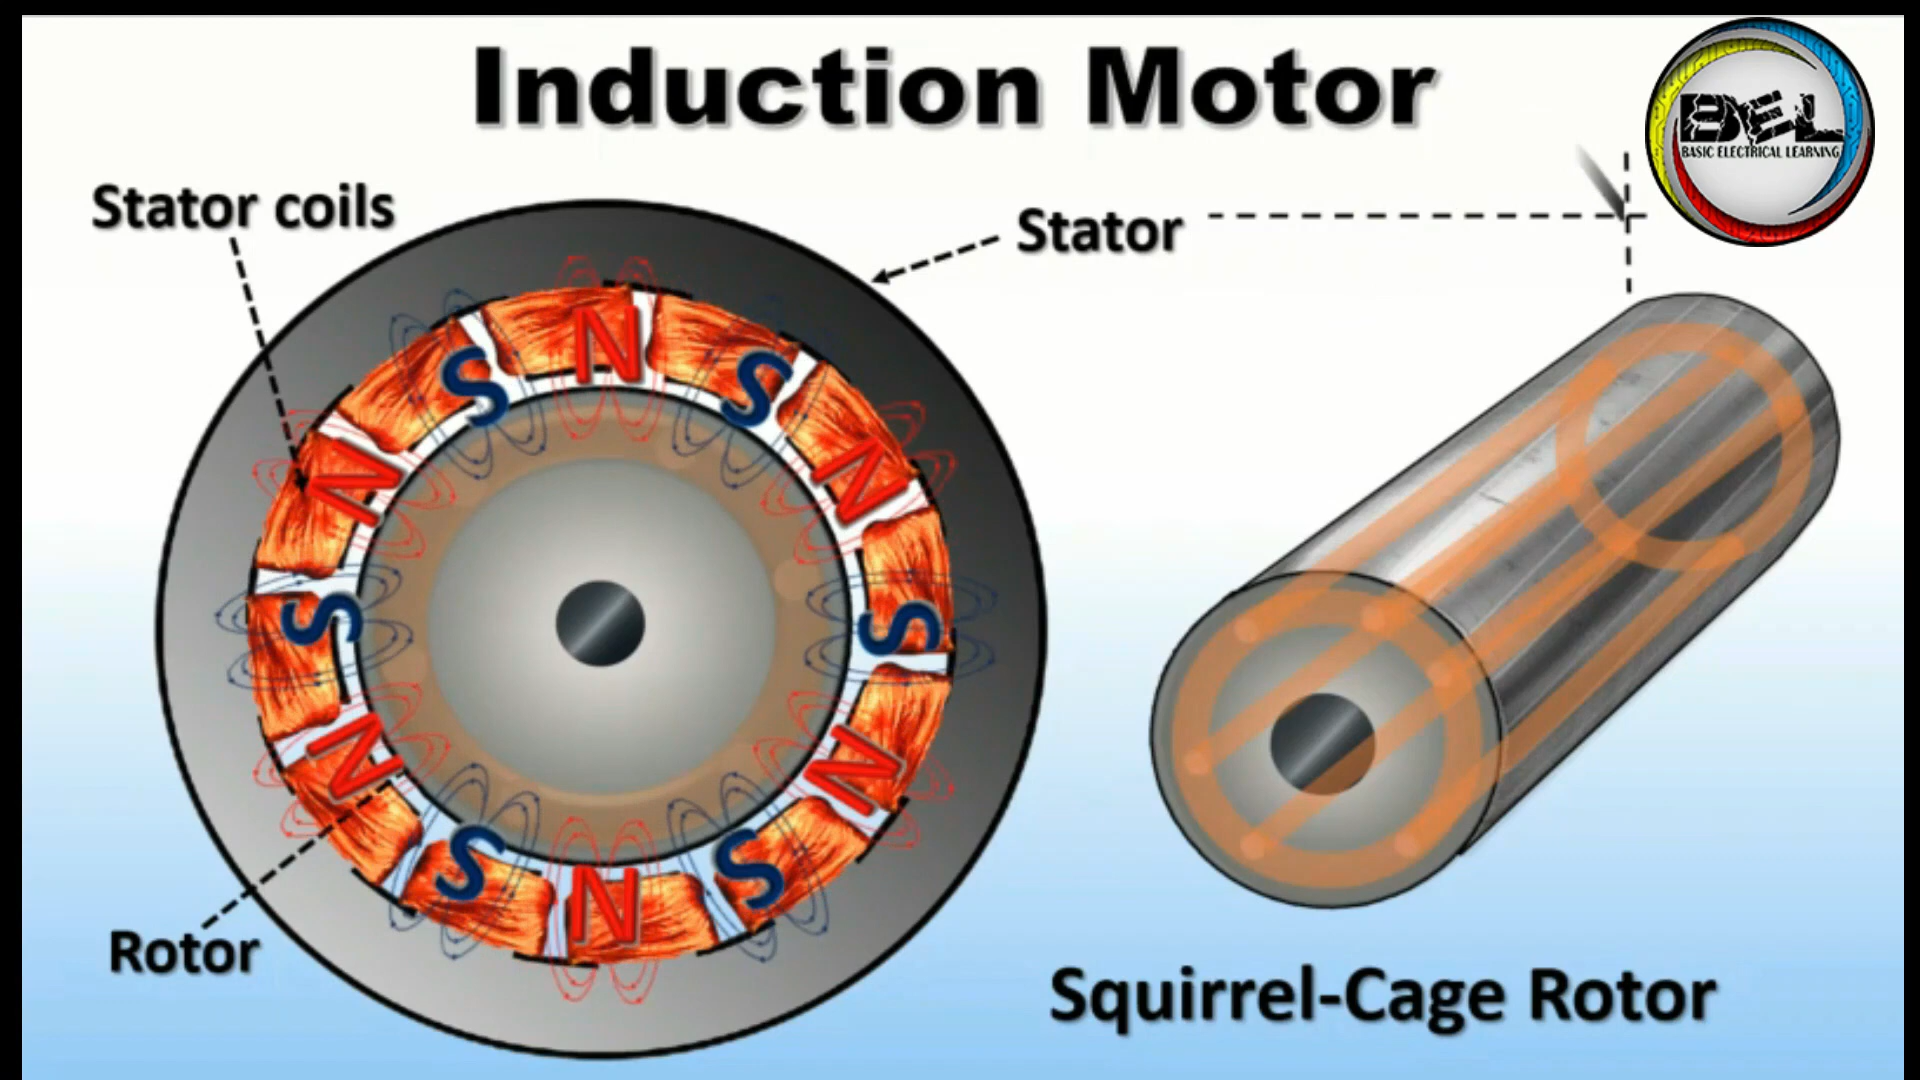 Induction Motor
BEL
BASIC ELECTRICAL LEARNING
Stator coils
Stator
N
S
S
N
N
S
S
N
N
S
S
N
Rotor
Squirrel-Cage Rotor